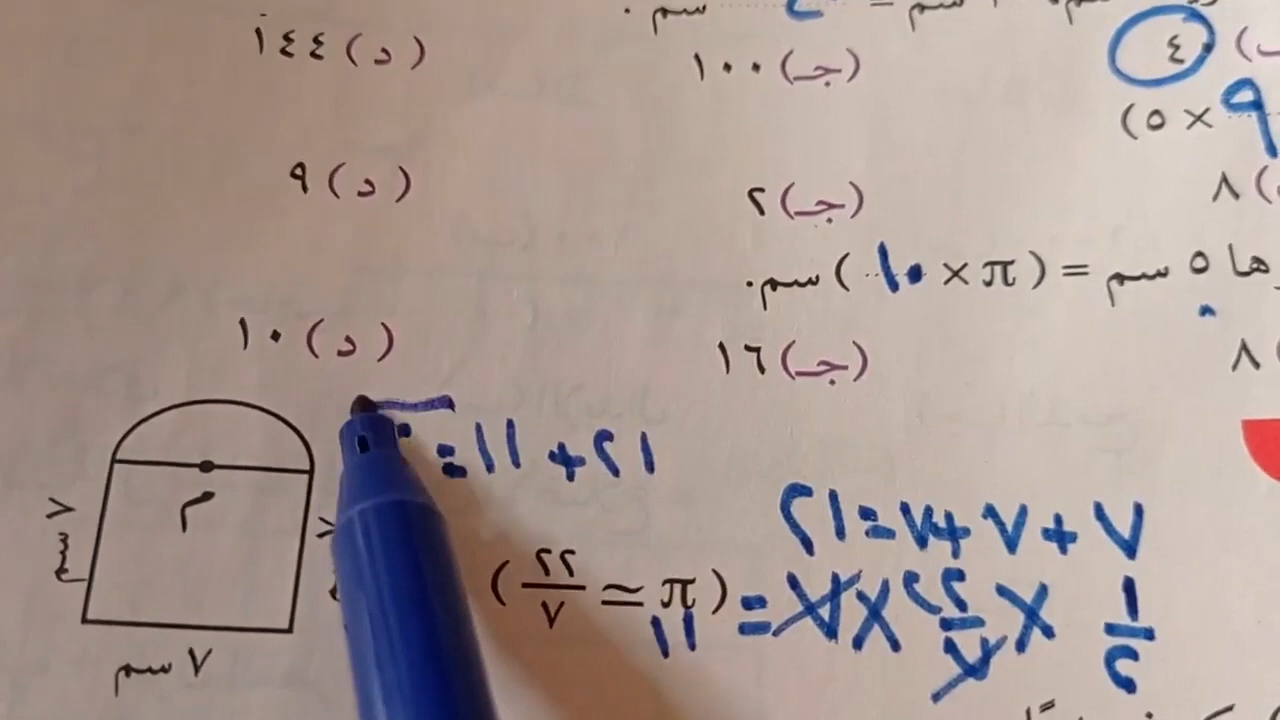 سم = سم .
(جـ) ١٠٠ (د) ١٤٤
٤
٩ × ٥)
٨ (جـ) ٢ (د) ٩
ها ٥ سم = (π × ١٠) سم.
٨ (جـ) ١٦ (د) ١٠
٢١ + ١١ =
٧ + ٧ + ٧ = ٢١
١/٢ × ٢٢/٧ × ٧ = ١١
(π ≃ ٢٢/٧)
م
٧ سم
٧
٧ سم